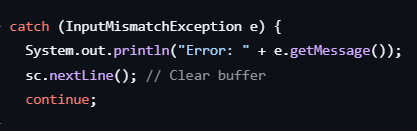 catch (InputMismatchException e) {
System.out.println("Error: " + e.getMessage());
sc.nextLine(); // Clear buffer
continue;